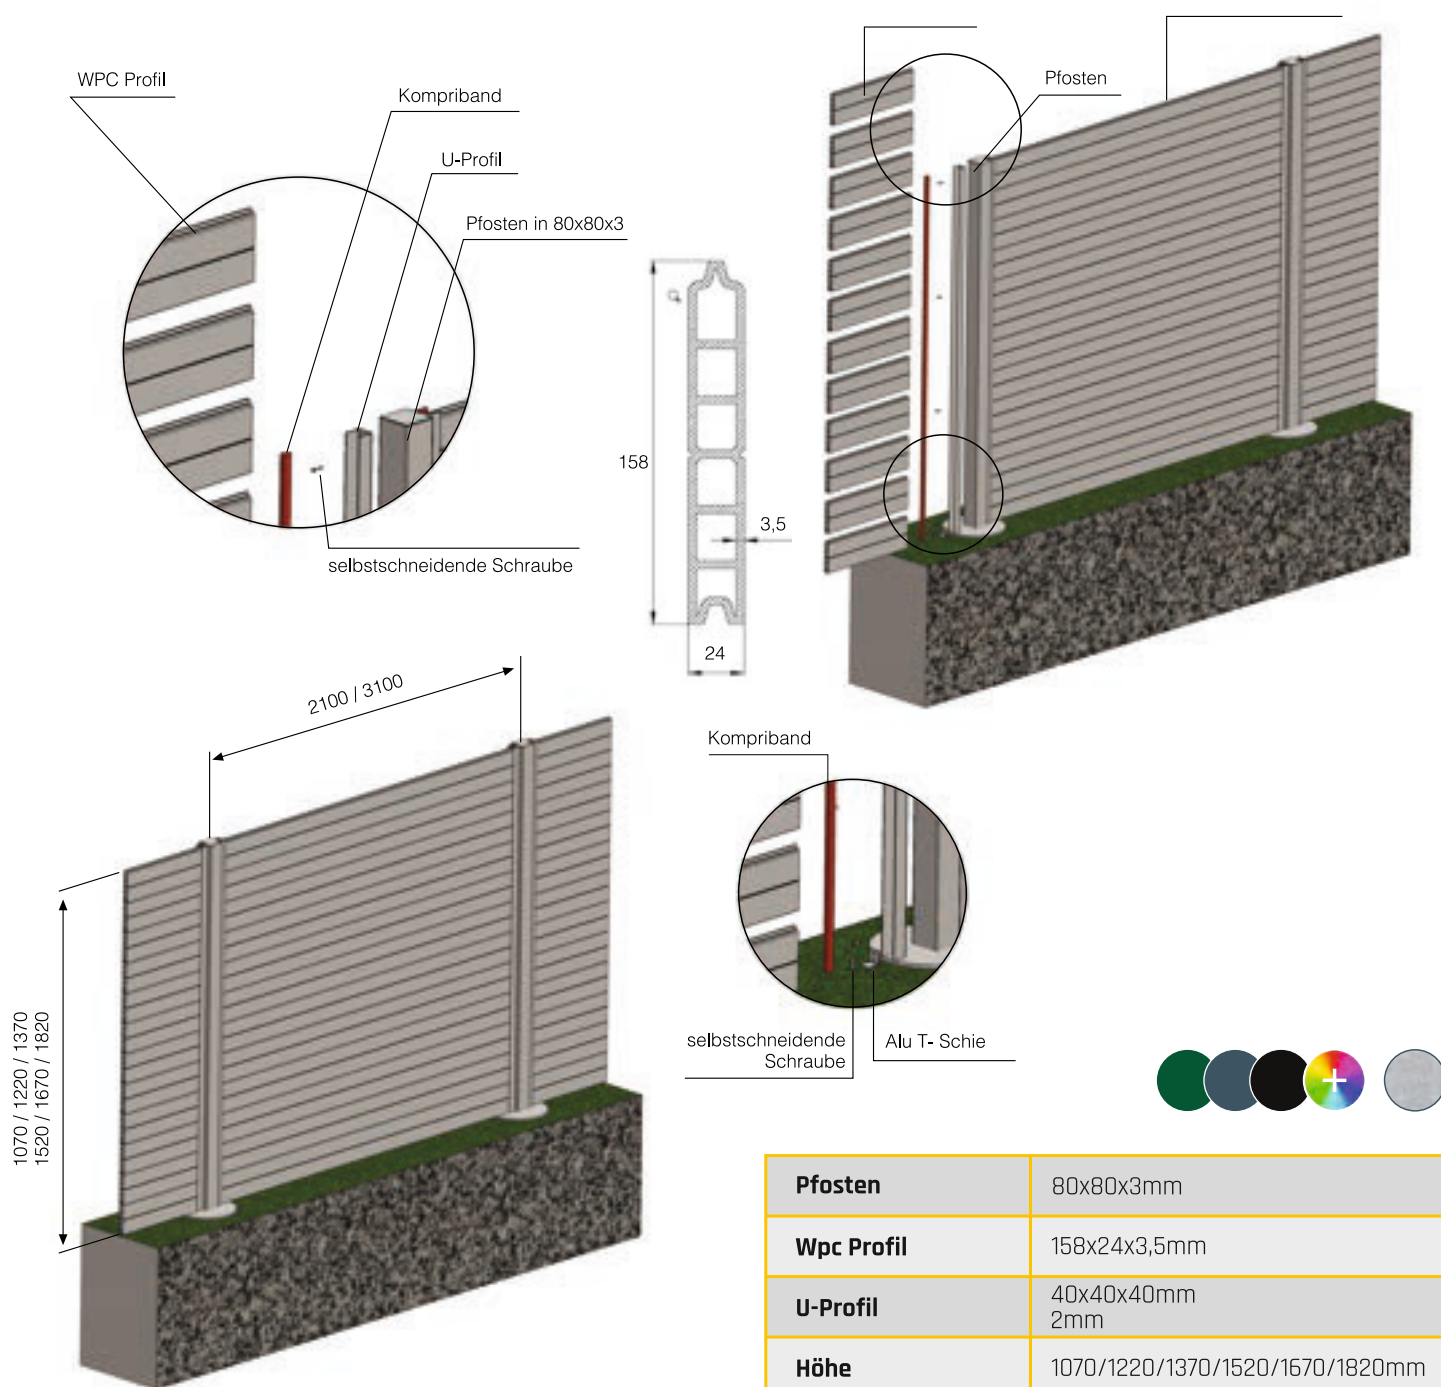 WPC Profil
Kompriband
U-Profil
Pfosten in 80x80x3
selbstschneidende Schraube
Pfosten
158
3,5
24
2100 / 3100
1070 / 1220 / 1370
1520 / 1670 / 1820
Kompriband
selbstschneidende
Schraube
Alu T- Schie
Pfosten 80x80x3mm
Wpc Profil 158x24x3,5mm
U-Profil 40x40x40mm
2mm
Höhe 1070/1220/1370/1520/1670/1820mm